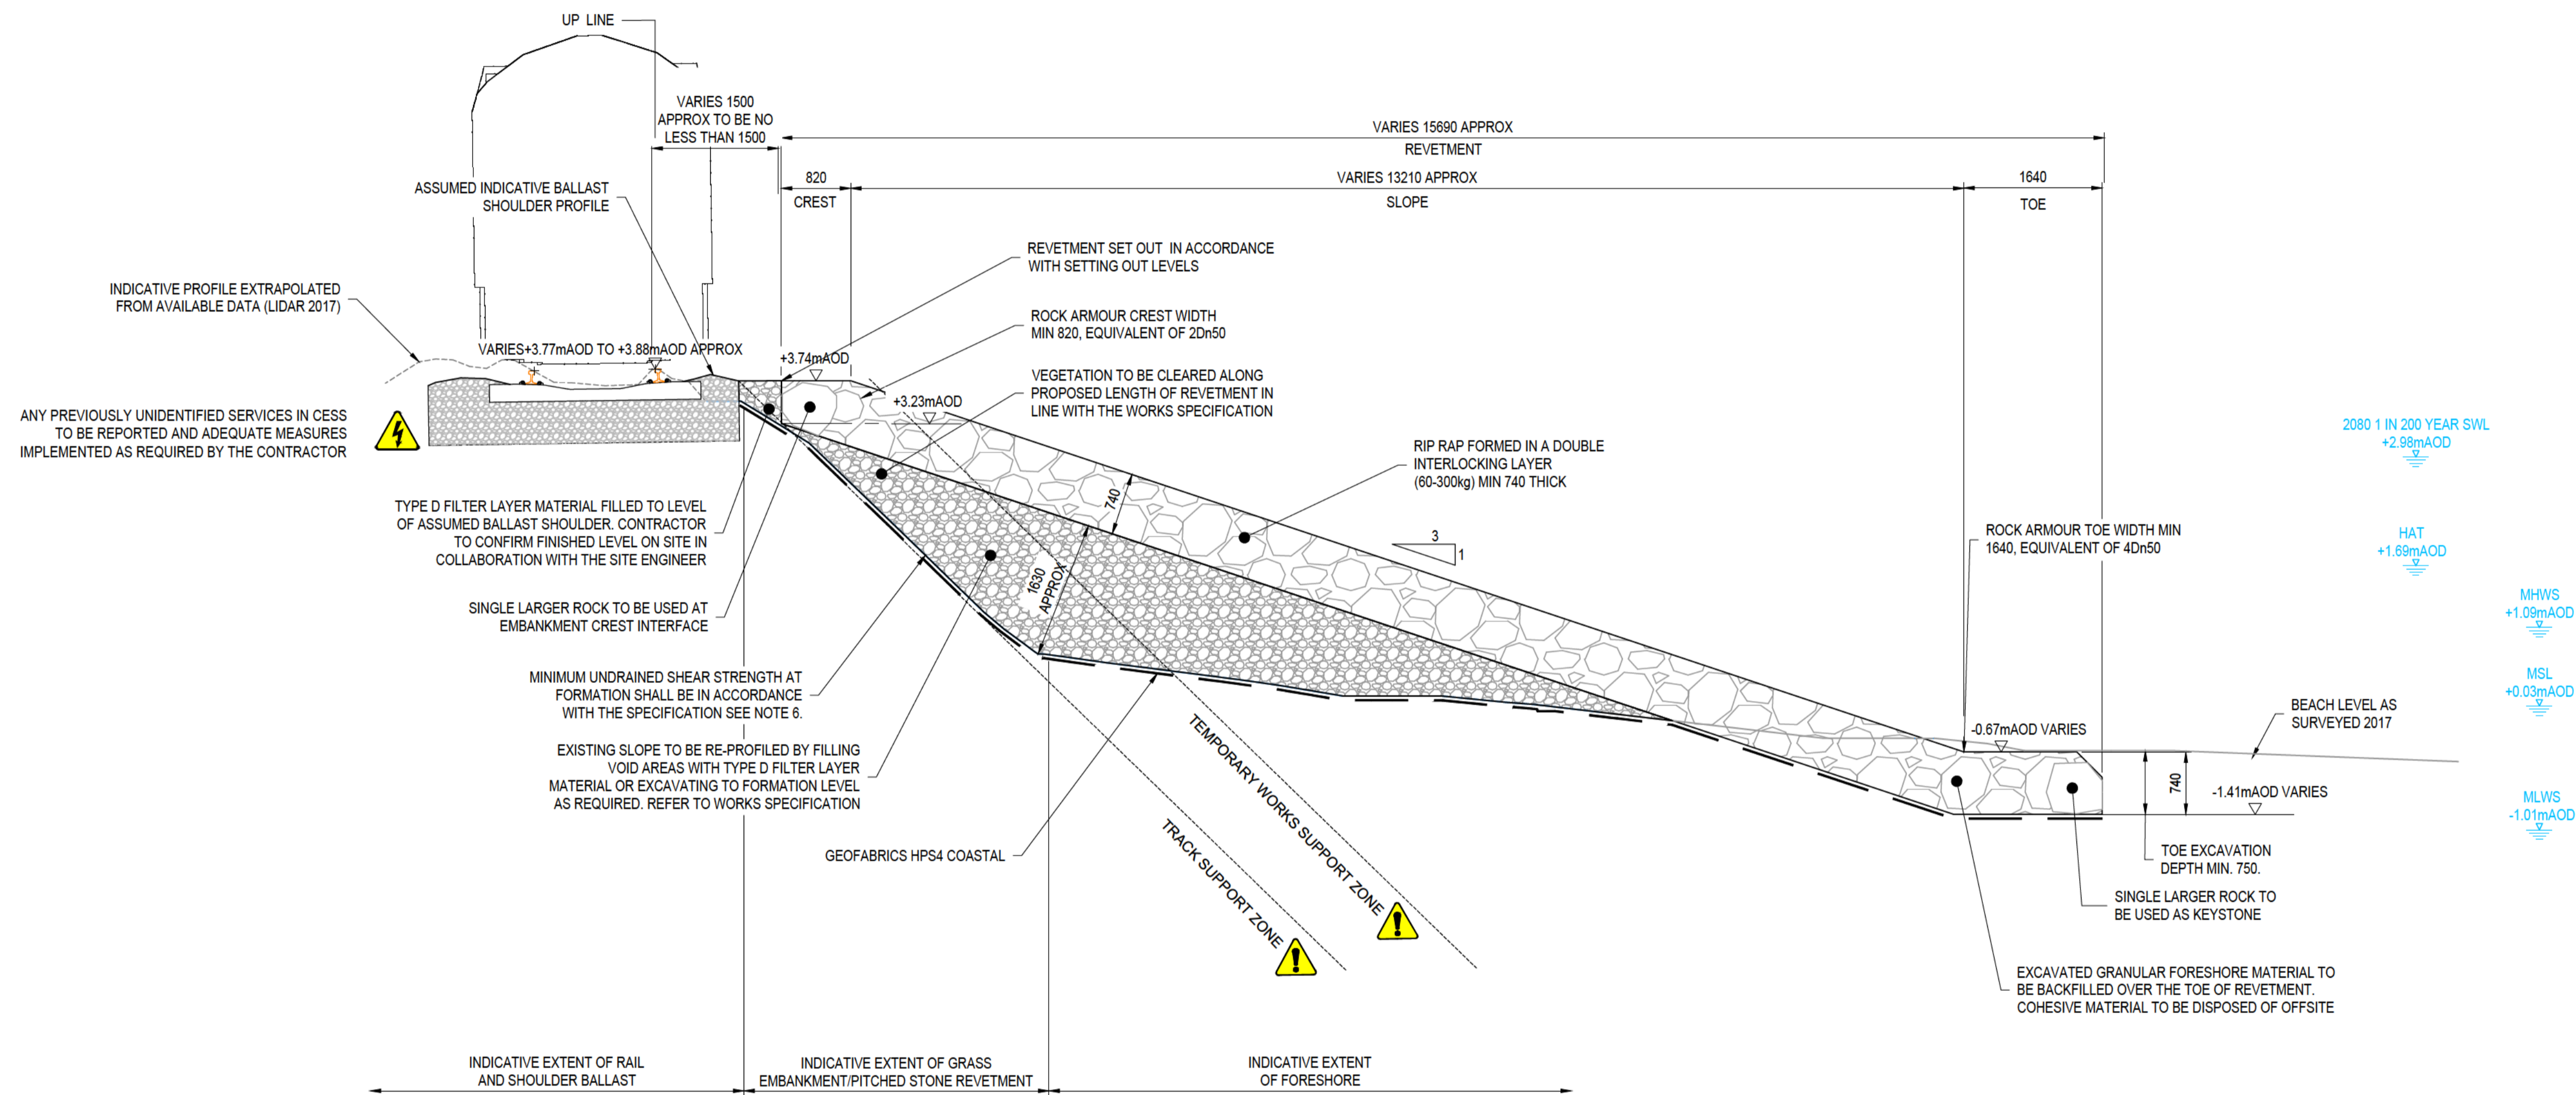 UP LINE
VARIES 1500
APPROX TO BE NO
LESS THAN 1500
VARIES 15690 APPROX
REVETMENT
820
CREST
VARIES 13210 APPROX
SLOPE
1640
TOE
ASSUMED INDICATIVE BALLAST
SHOULDER PROFILE
REVETMENT SET OUT IN ACCORDANCE
WITH SETTING OUT LEVELS
INDICATIVE PROFILE EXTRAPOLATED
FROM AVAILABLE DATA (LIDAR 2017)
ROCK ARMOUR CREST WIDTH
MIN 820, EQUIVALENT OF 2Dn50
VARIES+3.77mAOD TO +3.88mAOD APPROX
+3.74mAOD
VEGETATION TO BE CLEARED ALONG
PROPOSED LENGTH OF REVETMENT IN
LINE WITH THE WORKS SPECIFICATION
+3.23mAOD
ANY PREVIOUSLY UNIDENTIFIED SERVICES IN CESS
TO BE REPORTED AND ADEQUATE MEASURES
IMPLEMENTED AS REQUIRED BY THE CONTRACTOR
2080 1 IN 200 YEAR SWL
+2.98mAOD
RIP RAP FORMED IN A DOUBLE
INTERLOCKING LAYER
(60-300kg) MIN 740 THICK
740
TYPE D FILTER LAYER MATERIAL FILLED TO LEVEL
OF ASSUMED BALLAST SHOULDER. CONTRACTOR
TO CONFIRM FINISHED LEVEL ON SITE IN
COLLABORATION WITH THE SITE ENGINEER
3
1
ROCK ARMOUR TOE WIDTH MIN
1640, EQUIVALENT OF 4Dn50
HAT
+1.69mAOD
1630
APPROX
SINGLE LARGER ROCK TO BE USED AT
EMBANKMENT CREST INTERFACE
MHWS
+1.09mAOD
MINIMUM UNDRAINED SHEAR STRENGTH AT
FORMATION SHALL BE IN ACCORDANCE
WITH THE SPECIFICATION SEE NOTE 6.
MSL
+0.03mAOD
BEACH LEVEL AS
SURVEYED 2017
-0.67mAOD VARIES
EXISTING SLOPE TO BE RE-PROFILED BY FILLING
VOID AREAS WITH TYPE D FILTER LAYER
MATERIAL OR EXCAVATING TO FORMATION LEVEL
AS REQUIRED. REFER TO WORKS SPECIFICATION
TEMPORARY WORKS SUPPORT ZONE
740
-1.41mAOD VARIES
MLWS
-1.01mAOD
GEOFABRICS HPS4 COASTAL
TRACK SUPPORT ZONE
TOE EXCAVATION
DEPTH MIN. 750.
SINGLE LARGER ROCK TO
BE USED AS KEYSTONE
EXCAVATED GRANULAR FORESHORE MATERIAL TO
BE BACKFILLED OVER THE TOE OF REVETMENT.
COHESIVE MATERIAL TO BE DISPOSED OF OFFSITE
INDICATIVE EXTENT OF RAIL
AND SHOULDER BALLAST
INDICATIVE EXTENT OF GRASS
EMBANKMENT/PITCHED STONE REVETMENT
INDICATIVE EXTENT
OF FORESHORE